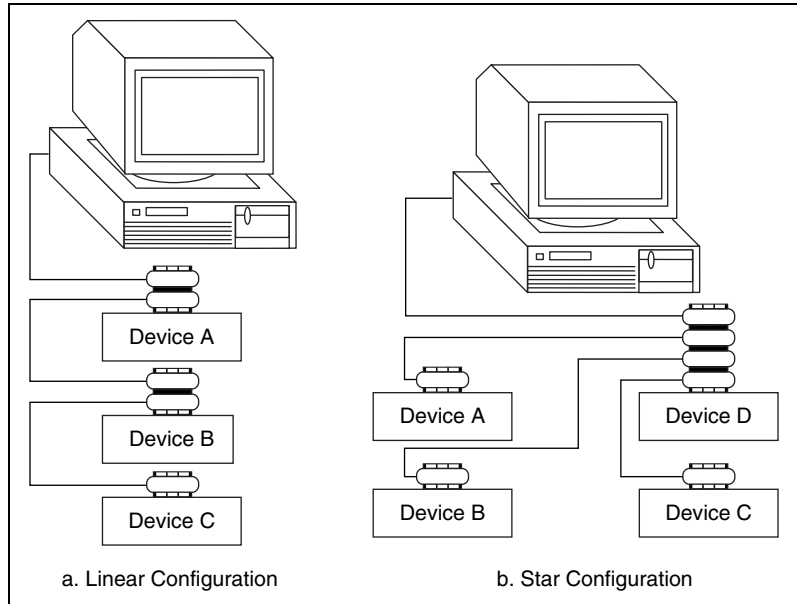 Device A
Device B
Device C
a. Linear Configuration
Device A
Device D
Device B
Device C
b. Star Configuration